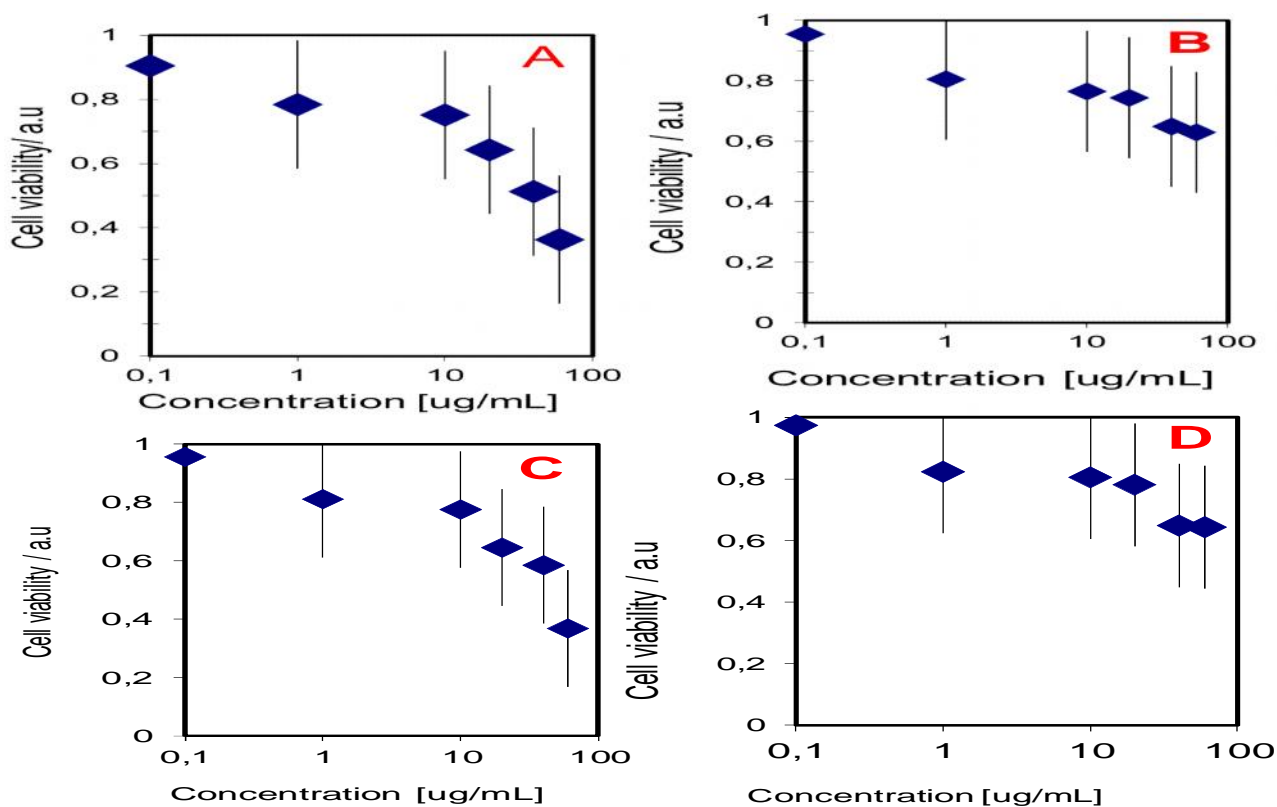 A
1
0,8
0,6
0,4
0,2
0
0,1 1 10 100
Cell viability/ a.u
Concentration [ug/mL]
B
1
0,8
0,6
0,4
0,2
0
0,1 1 10 100
Cell viability / a.u
Concentration [ug/mL]
C
1
0,8
0,6
0,4
0,2
0
0,1 1 10 100
Cell viability / a.u
Concentration [ug/mL]
D
1
0,8
0,6
0,4
0,2
0
0,1 1 10 100
Cell viability / a.u
Concentration [ug/mL]